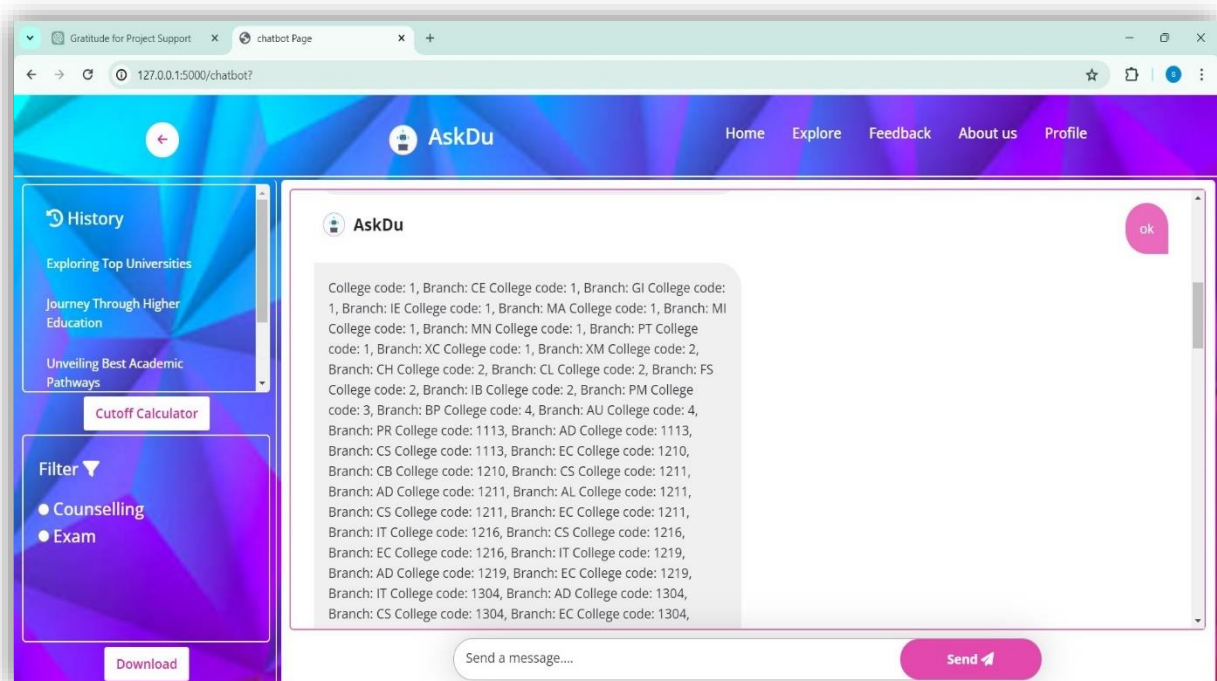 Gratitude for Project Support
chatbot Page
127.0.0.1:5000/chatbot?
AskDu
Home
Explore
Feedback
About us
Profile
History
Exploring Top Universities
Journey Through Higher
Education
Unveiling Best Academic
Pathways
Cutoff Calculator
Filter
Counselling
Exam
Download
AskDu
ok
College code: 1, Branch: CE College code: 1, Branch: GI College code:
1, Branch: IE College code: 1, Branch: MA College code: 1, Branch: MI
College code: 1, Branch: MN College code: 1, Branch: PT College
code: 1, Branch: XC College code: 1, Branch: XM College code: 2,
Branch: CH College code: 2, Branch: CL College code: 2, Branch: FS
College code: 2, Branch: IB College code: 2, Branch: PM College
code: 3, Branch: BP College code: 4, Branch: AU College code: 4,
Branch: PR College code: 1113, Branch: AD College code: 1113,
Branch: CS College code: 1113, Branch: EC College code: 1210,
Branch: CB College code: 1210, Branch: CS College code: 1211,
Branch: AD College code: 1211, Branch: AL College code: 1211,
Branch: CS College code: 1211, Branch: EC College code: 1211,
Branch: IT College code: 1216, Branch: CS College code: 1216,
Branch: EC College code: 1216, Branch: IT College code: 1219,
Branch: AD College code: 1219, Branch: EC College code: 1219,
Branch: IT College code: 1304, Branch: AD College code: 1304,
Branch: CS College code: 1304, Branch: EC College code: 1304,
Send a message....
Send